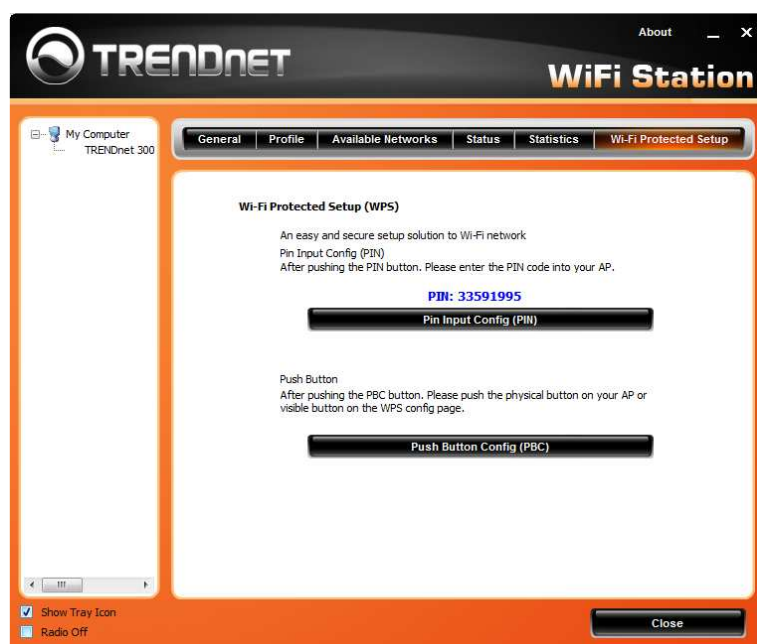 About
TRENDnet
WiFi Station
My Computer
TRENDnet 300
General Profile Available Networks Status Statistics Wi-Fi Protected Setup
Wi-Fi Protected Setup (WPS)
An easy and secure setup solution to Wi-Fi network
Pin Input Config (PIN)
After pushing the PIN button. Please enter the PIN code into your AP.
PIN: 33591995
Pin Input Config (PIN)
Push Button
After pushing the PBC button. Please push the physical button on your AP or
visible button on the WPS config page.
Push Button Config (PBC)
Show Tray Icon
Radio Off
Close